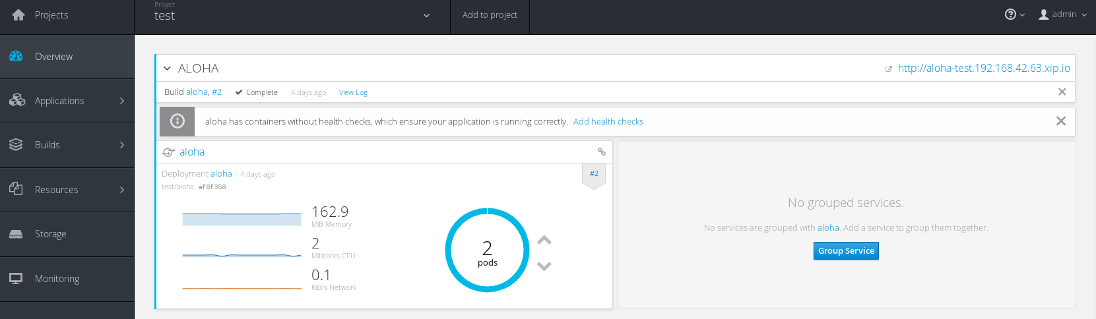 Projects
Project
test
Add to project
admin
Overview
Applications
Builds
Resources
Storage
Monitoring
ALOHA
http://aloha-test.192.168.42.63.xip.io
Build aloha, #2
Complete
4 days ago
View Log
aloha has containers without health checks, which ensure your application is running correctly. Add health checks
aloha
Deployment aloha - 4 days ago
#2
test/aloha af8f358
162.9
MiB Memory
2
Millicores CPU
0.1
KiB/s Network
2
pods
No grouped services.
No services are grouped with aloha. Add a service to group them together.
Group Service